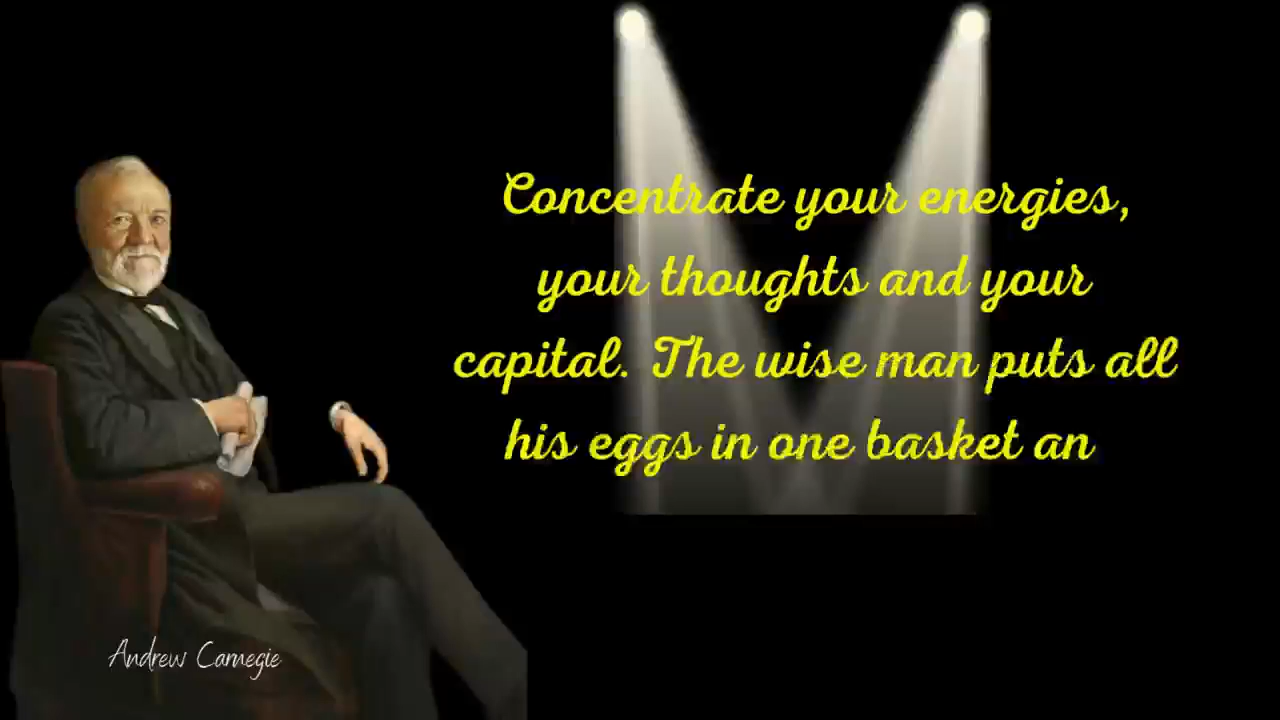 Concentrate your energies,
your thoughts and your
capital. The wise man puts all
his eggs in one basket an
Andrew Carnegie